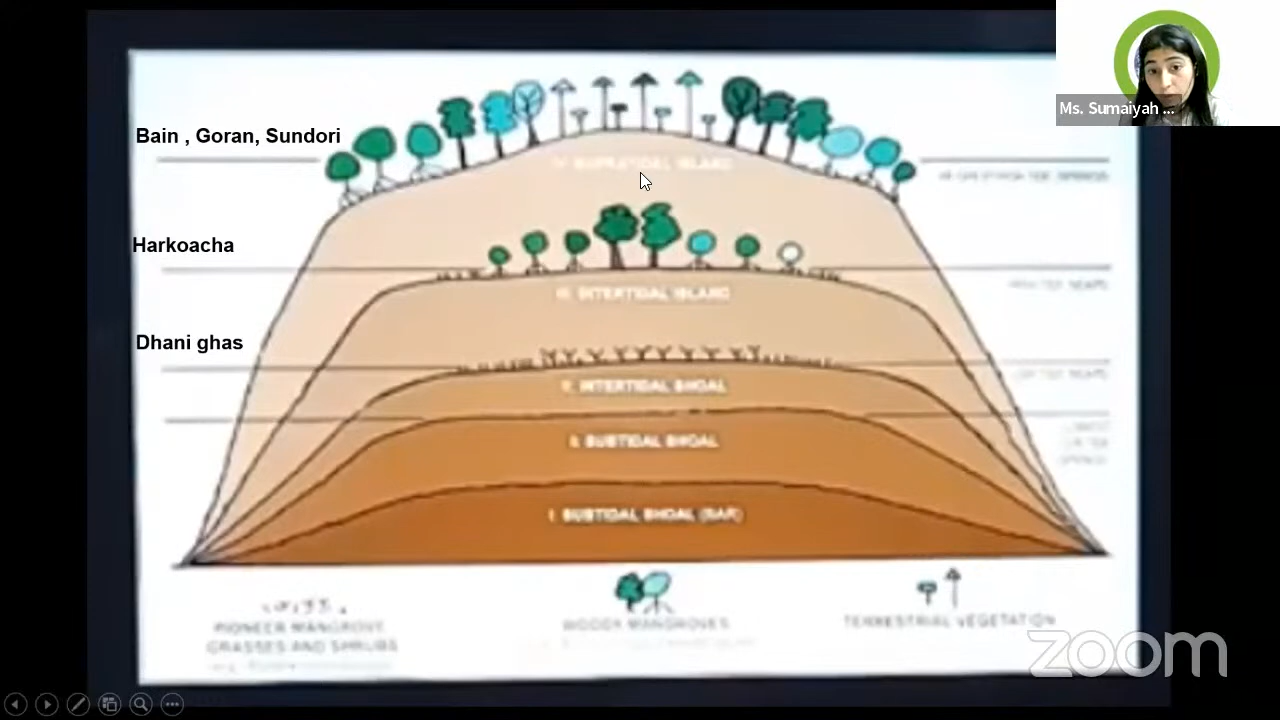 Ms. Sumaiyah ...
Bain , Goran, Sundori
IV SUPRATIDAL ISLAND
Harkoacha
III. INTERTIDAL ISLAND
Dhani ghas
INTERTIDAL SHOAL
II. SUBTIDAL SHOAL
I. SUBTIDAL SHOAL (BAR)
PIONEER MANGROVE
GRASSES AND SHRUBS
WOODY MANGROVES
TERRESTRIAL VEGETATION
zoom